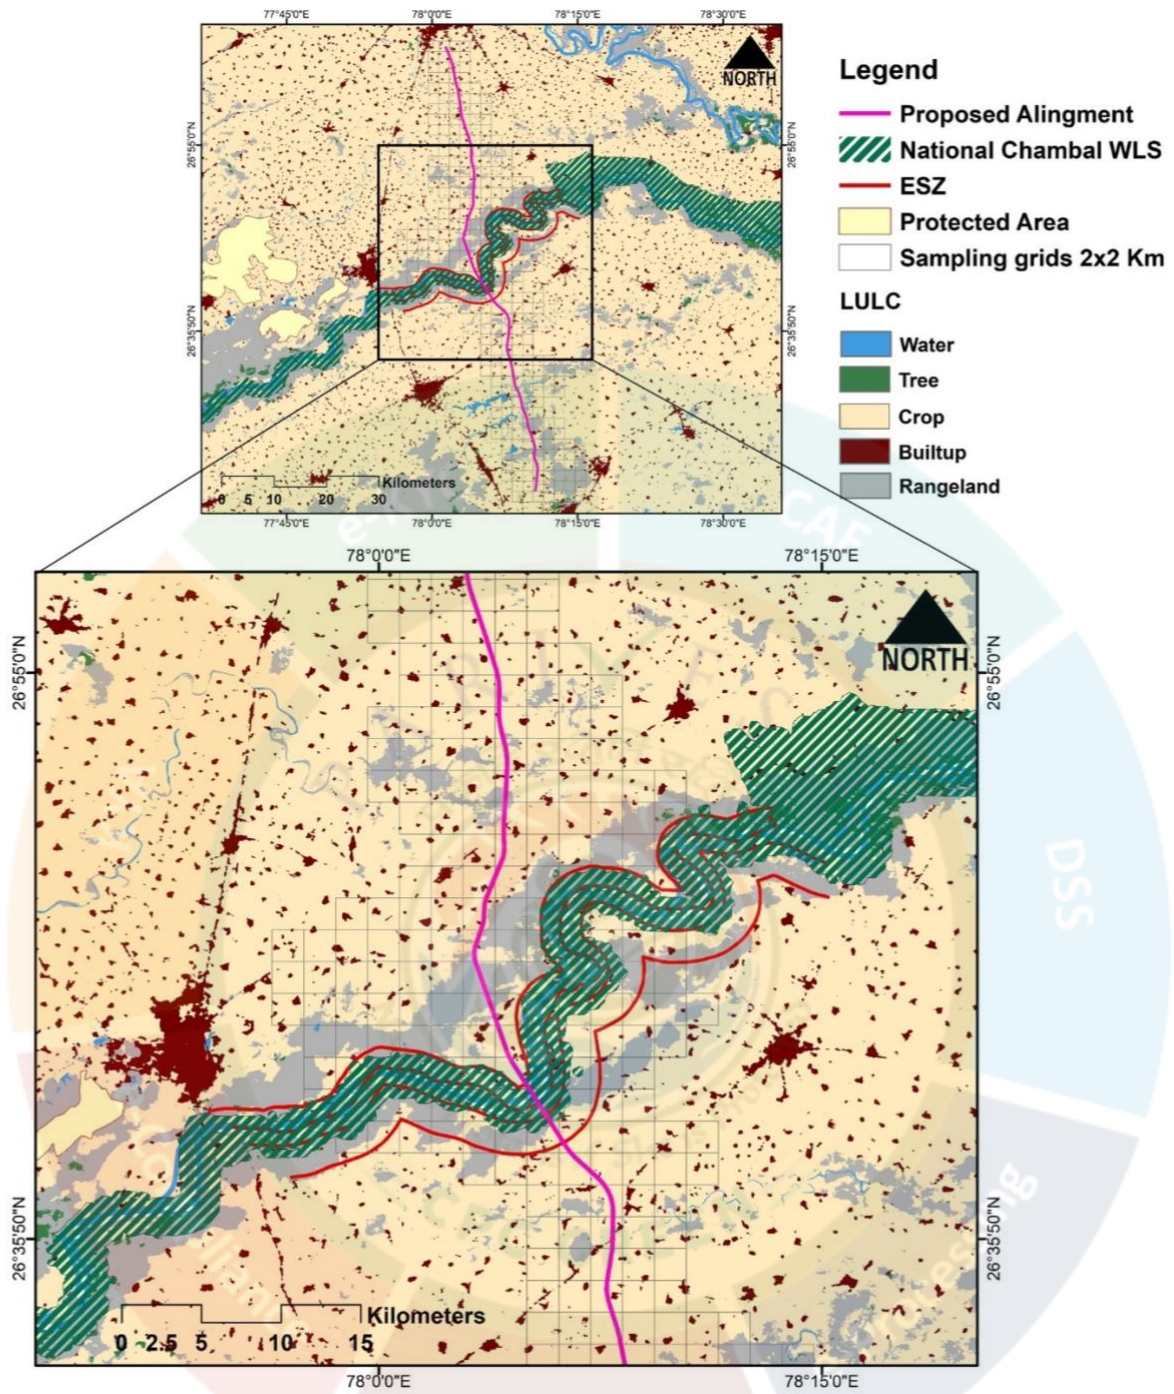 77°45'0"E 78°0'0"E 78°15'0"E 78°30'0"E
NORTH
26°55'0"N 26°55'0"N
26°35'50"N 26°35'50"N
Kilometers
0 5 10 20 30
77°45'0"E 78°0'0"E 78°15'0"E 78°30'0"E
Legend
Proposed Alingment
National Chambal WLS
ESZ
Protected Area
Sampling grids 2x2 Km
LULC
Water
Tree
Crop
Builtup
Rangeland
CAF
78°0'0"E 78°15'0"E
NORTH
26°55'0"N 26°55'0"N
DSS
26°35'50"N 26°35'50"N
Kilometers
0 2.5 5 10 15
78°0'0"E 78°15'0"E